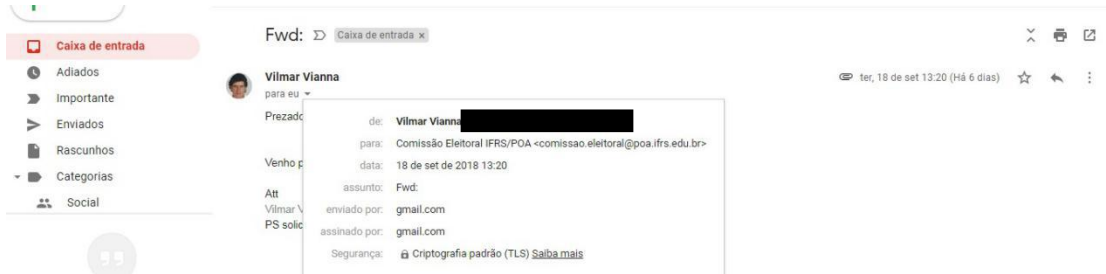 Fwd: Caixa de entrada x
Caixa de entrada
Adiados
Importante
Enviados
Rascunhos
Categorias
Social
Vilmar Vianna
ter, 18 de set 13:20 (Há 6 dias)
para eu
de: Vilmar Vianna
para: Comissão Eleitoral IFRS/POA <comissao.eleitoral@poa.ifrs.edu.br>
data: 18 de set de 2018 13:20
assunto: Fwd:
enviado por: gmail.com
assinado por: gmail.com
Segurança: Criptografia padrão (TLS) Saiba mais
Venho
Att
Vilmar
PS